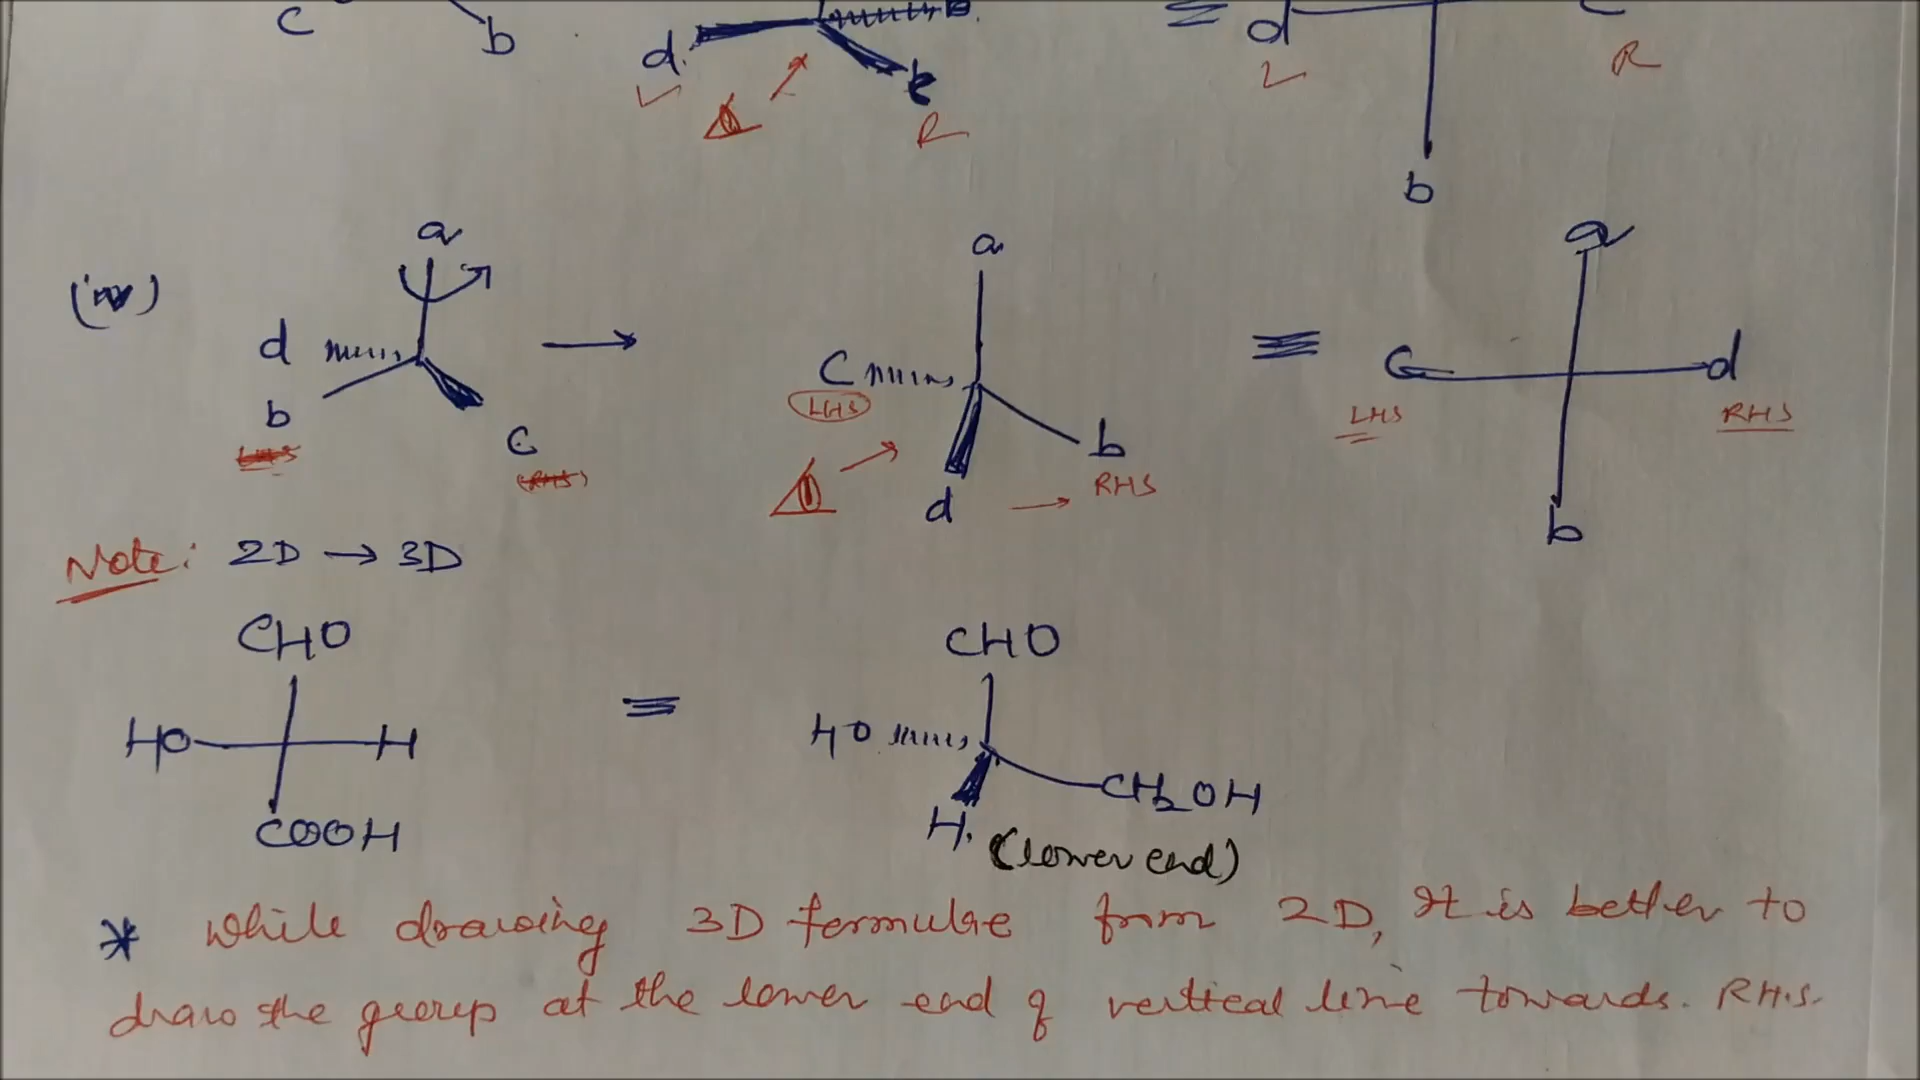 c b d. b. ≡ d c
✓ R L R
b
(iv) a a a
d c b ≡ c d
b c LHS RHS LHS RHS
d → b
Note: 2D → 3D
CHO CHO
HO H ≡ HO CH2OH
COOH H. (lower end)
* while drawing 3D formulae from 2D, It is better to
draw the group at the lower end of vertical line towards. RHS.